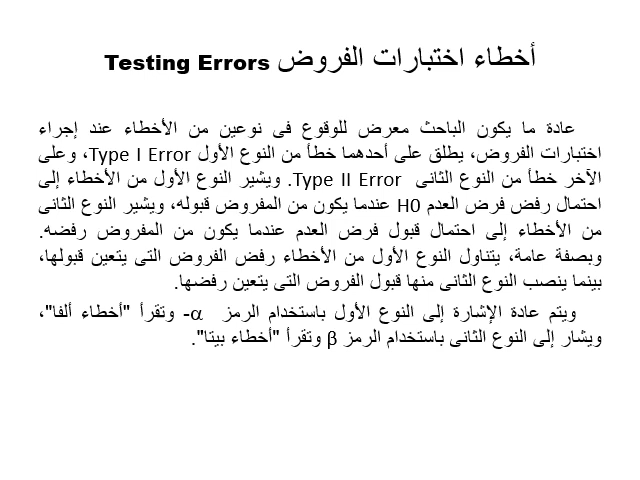 أخطاء اختبارات الفروض Testing Errors
عادة ما يكون الباحث معرض للوقوع فى نوعين من الأخطاء عند إجراء
اختبارات الفروض، يطلق على أحدهما خطأ من النوع الأول Type I Error، وعلى
الآخر خطأ من النوع الثانى Type II Error. ويشير النوع الأول من الأخطاء إلى
احتمال رفض فرض العدم H0 عندما يكون من المفروض قبوله، ويشير النوع الثانى
من الأخطاء إلى احتمال قبول فرض العدم عندما يكون من المفروض رفضه.
وبصفة عامة، يتناول النوع الأول من الأخطاء رفض الفروض التى يتعين قبولها،
بينما ينصب النوع الثانى منها قبول الفروض التى يتعين رفضها.
ويتم عادة الإشارة إلى النوع الأول باستخدام الرمز α- وتقرأ "أخطاء ألفا"،
ويشار إلى النوع الثانى باستخدام الرمز β وتقرأ "أخطاء بيتا".